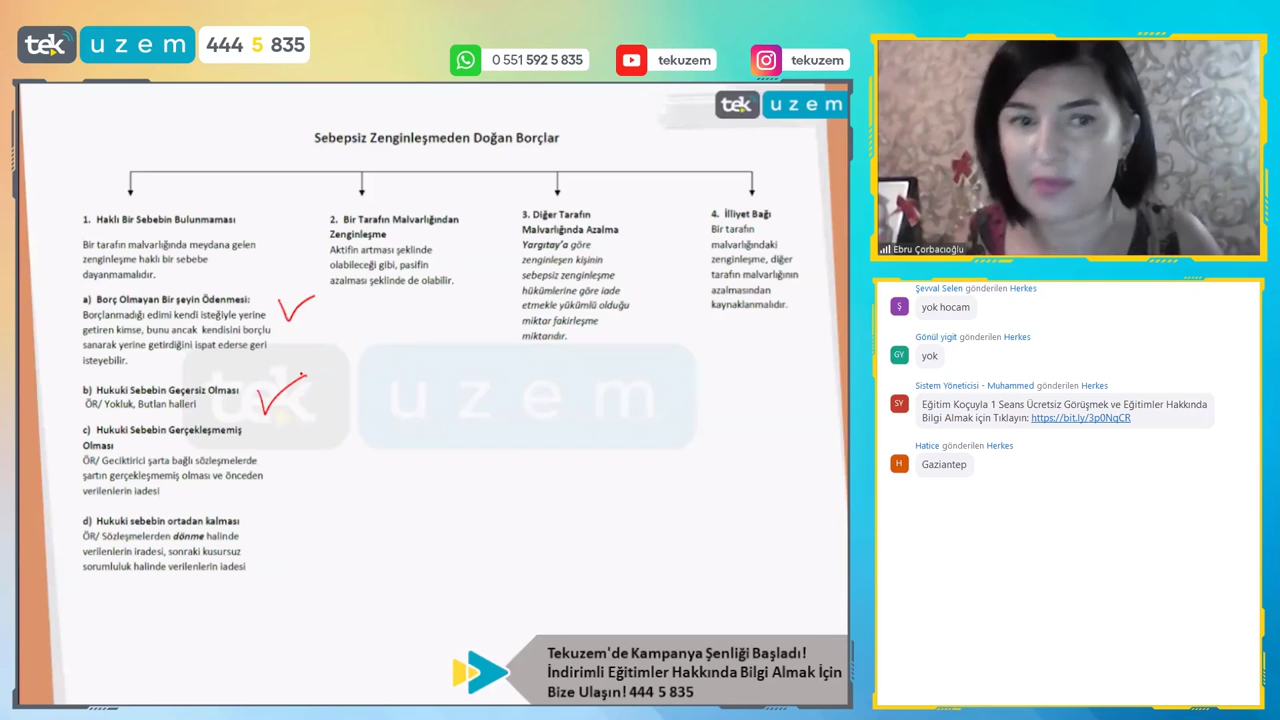 tek uzem 444 5 835
0 551 592 5 835
tekuzem
tekuzem
tek uzem
Sebepsiz Zenginleşmeden Doğan Borçlar
1. Haklı Bir Sebebin Bulunmaması
Bir tarafın malvarlığında meydana gelen
zenginleşme haklı bir sebebe
dayanmamalıdır.
a) Borç Olmayan Bir şeyin Ödenmesi:
Borçlanmadığı edimi kendi isteğiyle yerine
getiren kimse, bunu ancak kendisini borçlu
sanarak yerine getirdiğini ispat ederse geri
isteyebilir.
b) Hukuki Sebebin Geçersiz Olması
ÖR/ Yokluk, Butlan halleri
c) Hukuki Sebebin Gerçekleşmemiş
Olması
ÖR/ Geciktirici şarta bağlı sözleşmelerde
şartın gerçekleşmemiş olması ve önceden
verilenlerin iadesi
d) Hukuki sebebin ortadan kalması
ÖR/ Sözleşmelerden dönme halinde
verilenlerin iradesi, sonraki kusursuz
sorumluluk halinde verilenlerin iadesi
2. Bir Tarafın Malvarlığından
Zenginleşme
Aktifin artması şeklinde
olabileceği gibi, pasifin
azalması şeklinde de olabilir.
3. Diğer Tarafın
Malvarlığında Azalma
Yargıtay'a göre
zenginleşen kişinin
sebepsiz zenginleşme
hükümlerine göre iade
etmekle yükümlü olduğu
miktar fakirleşme
miktarıdır.
4. İlliyet Bağı
Bir tarafın
malvarlığındaki
zenginleşme, diğer
tarafın malvarlığının
azalmasından
kaynaklanmalıdır.
tek uzem
Tekuzem'de Kampanya Şenliği Başladı!
İndirimli Eğitimler Hakkında Bilgi Almak İçin
Bize Ulaşın! 444 5 835
Ebru Çorbacıoğlu
Şevval Selen gönderilen Herkes
Ş
yok hocam
Gönül yigit gönderilen Herkes
GY
yok
Sistem Yöneticisi - Muhammed gönderilen Herkes
SY
Eğitim Koçuyla 1 Seans Ücretsiz Görüşmek ve Eğitimler Hakkında
Bilgi Almak için Tıklayın: https://bit.ly/3p0NqCR
Hatice gönderilen Herkes
H
Gaziantep